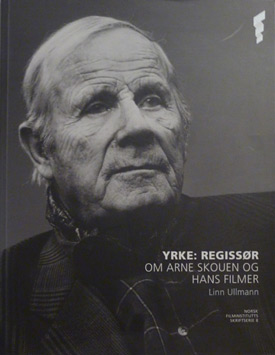 YRKE: REGISSØR
OM ARNE SKOUEN OG
HANS FILMER
Linn Ullmann
NORSK
FILMINSTITUTTS
SKRIFTSERIE 8